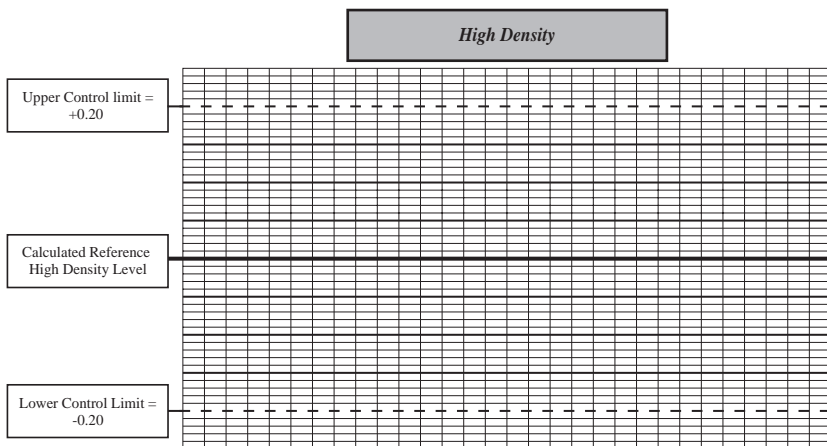 High Density
Upper Control limit =
+0.20
Calculated Reference
High Density Level
Lower Control Limit =
-0.20